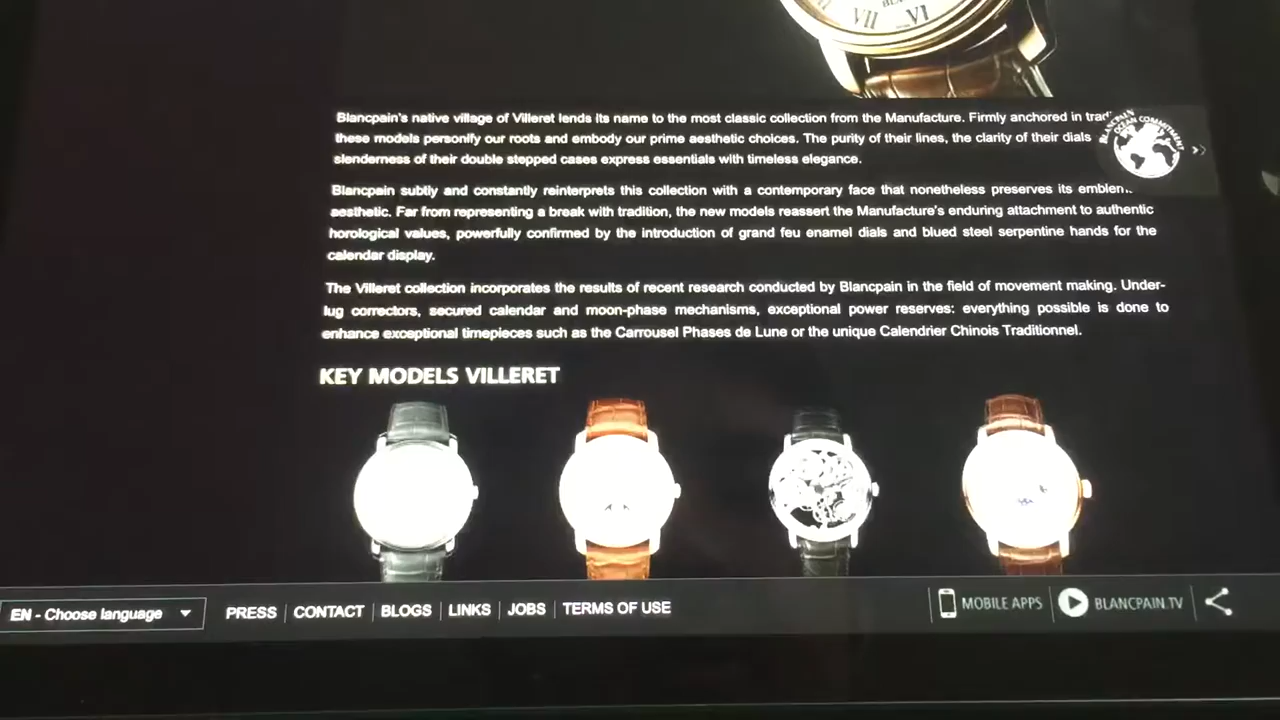 VII VI
Blancpain's native village of Villeret lends its name to the most classic collection from the Manufacture. Firmly anchored in
these models personify our roots and embody our prime aesthetic choices. The purity of their lines, the clarity of their dials
slenderness of their double stepped cases express essentials with timeless elegance.
BLANCPAIN OCEAN COMMITMENT
Blancpain subtly and constantly reinterprets this collection with a contemporary face that nonetheless preserves its
aesthetic. Far from representing a break with tradition, the new models reassert the Manufacture's enduring attachment to authentic
horological values, powerfully confirmed by the introduction of grand feu enamel dials and blued steel serpentine hands for the
calendar display.
The Villeret collection incorporates the results of recent research conducted by Blancpain in the field of movement making. Under-
lug correctors, secured calendar and moon-phase mechanisms, exceptional power reserves: everything possible is done to
enhance exceptional timepieces such as the Carrousel Phases de Lune or the unique Calendrier Chinois Traditionnel.
KEY MODELS VILLERET
EN - Choose language PRESS CONTACT BLOGS LINKS JOBS TERMS OF USE MOBILE APPS BLANCPAIN.TV